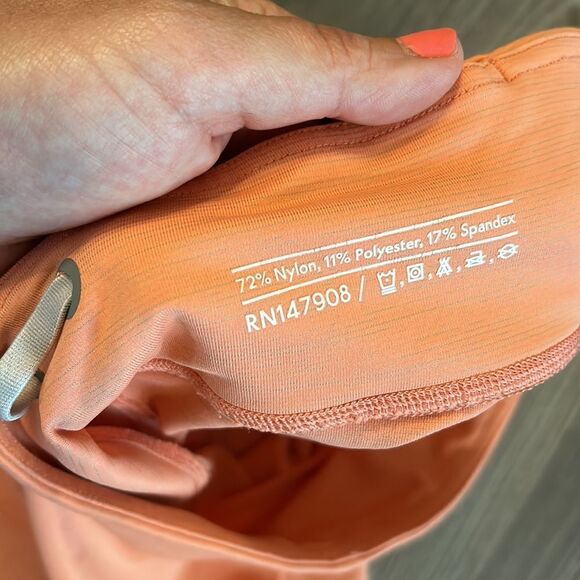 72% Nylon, 11% Polyester, 17% Spandex
RN147908 /